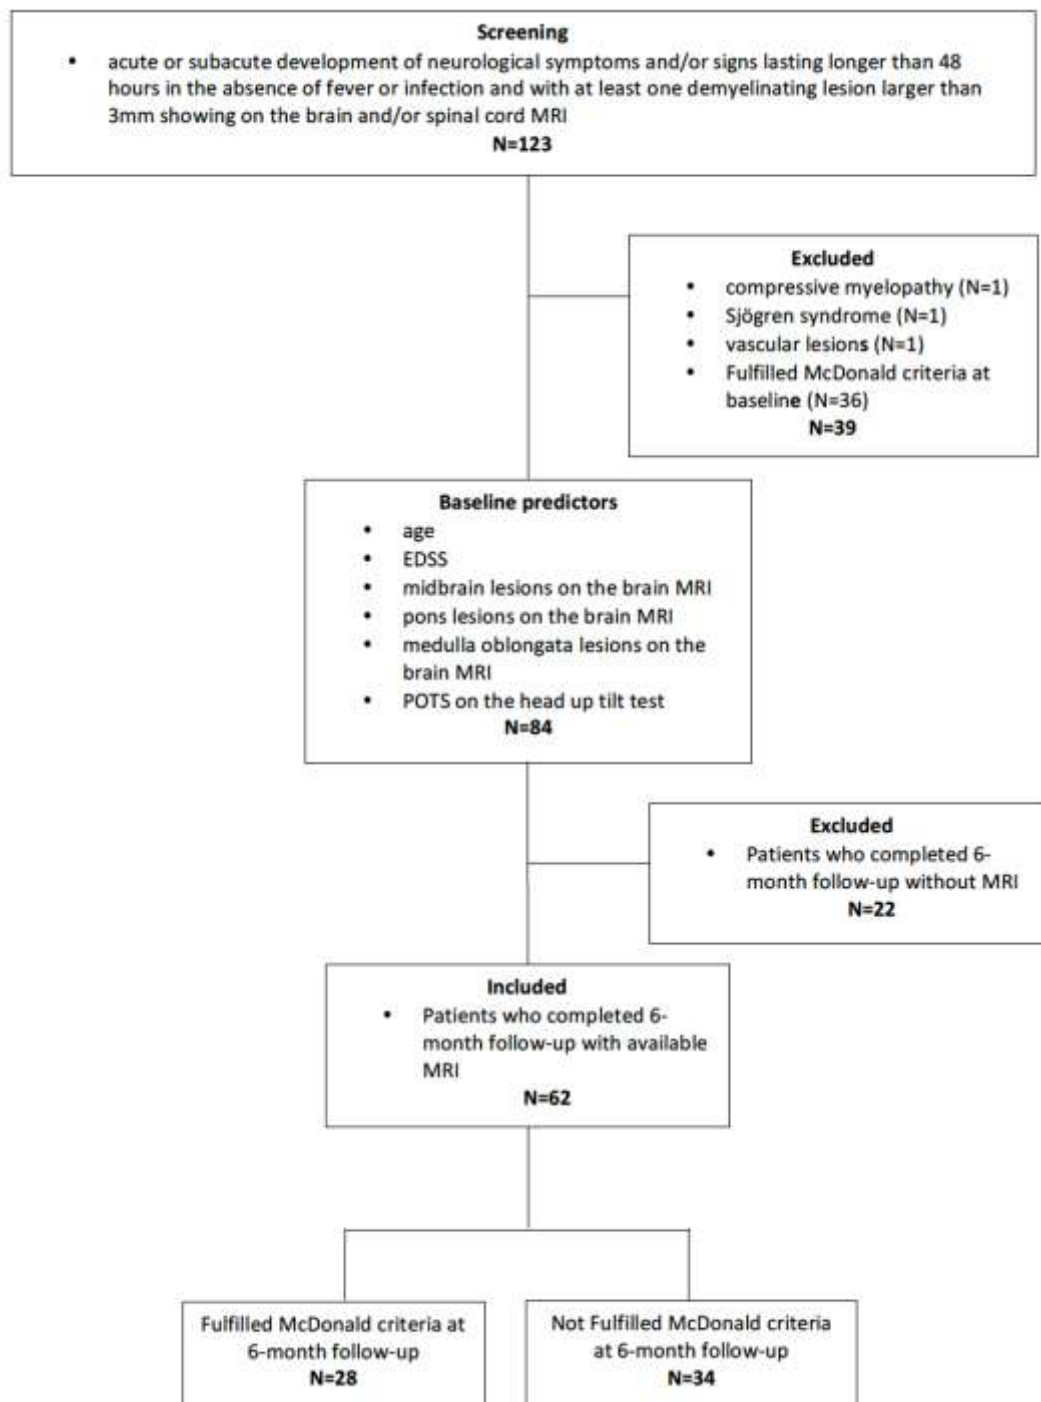 Screening
• acute or subacute development of neurological symptoms and/or signs lasting longer than 48
hours in the absence of fever or infection and with at least one demyelinating lesion larger than
3mm showing on the brain and/or spinal cord MRI
N=123
Excluded
• compressive myelopathy (N=1)
• Sjögren syndrome (N=1)
• vascular lesions (N=1)
• Fulfilled McDonald criteria at
baseline (N=36)
N=39
Baseline predictors
• age
• EDSS
• midbrain lesions on the brain MRI
• pons lesions on the brain MRI
• medulla oblongata lesions on the
brain MRI
• POTS on the head up tilt test
N=84
Excluded
• Patients who completed 6-
month follow-up without MRI
N=22
Included
• Patients who completed 6-
month follow-up with available
MRI
N=62
Fulfilled McDonald criteria at
6-month follow-up
N=28
Not Fulfilled McDonald criteria
at 6-month follow-up
N=34